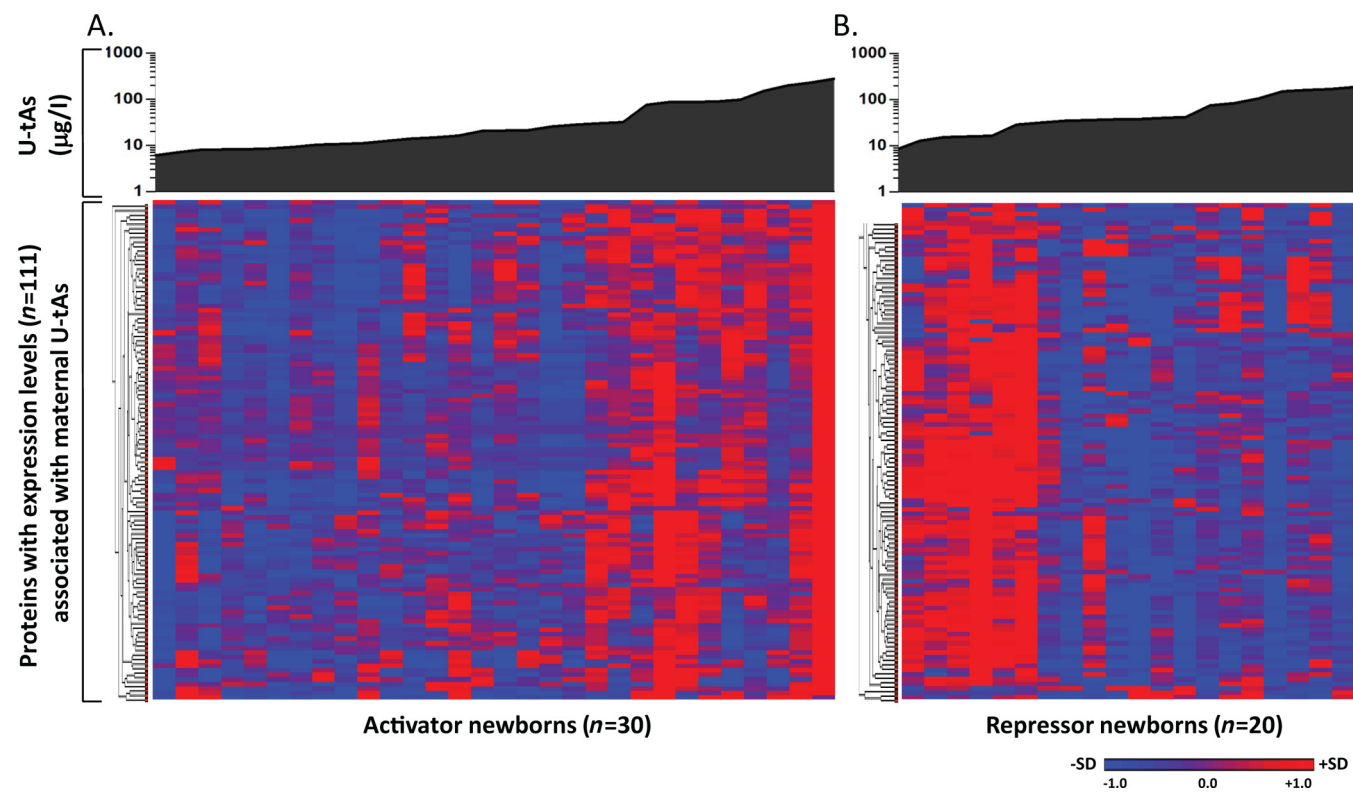 A.
B.
U-tAs
(µg/l)
1000
100
10
1
1000
100
10
1
Proteins with expression levels (n=111)
associated with maternal U-tAs
Activator newborns (n=30)
Repressor newborns (n=20)
-SD
+SD
-1.0
0.0
+1.0